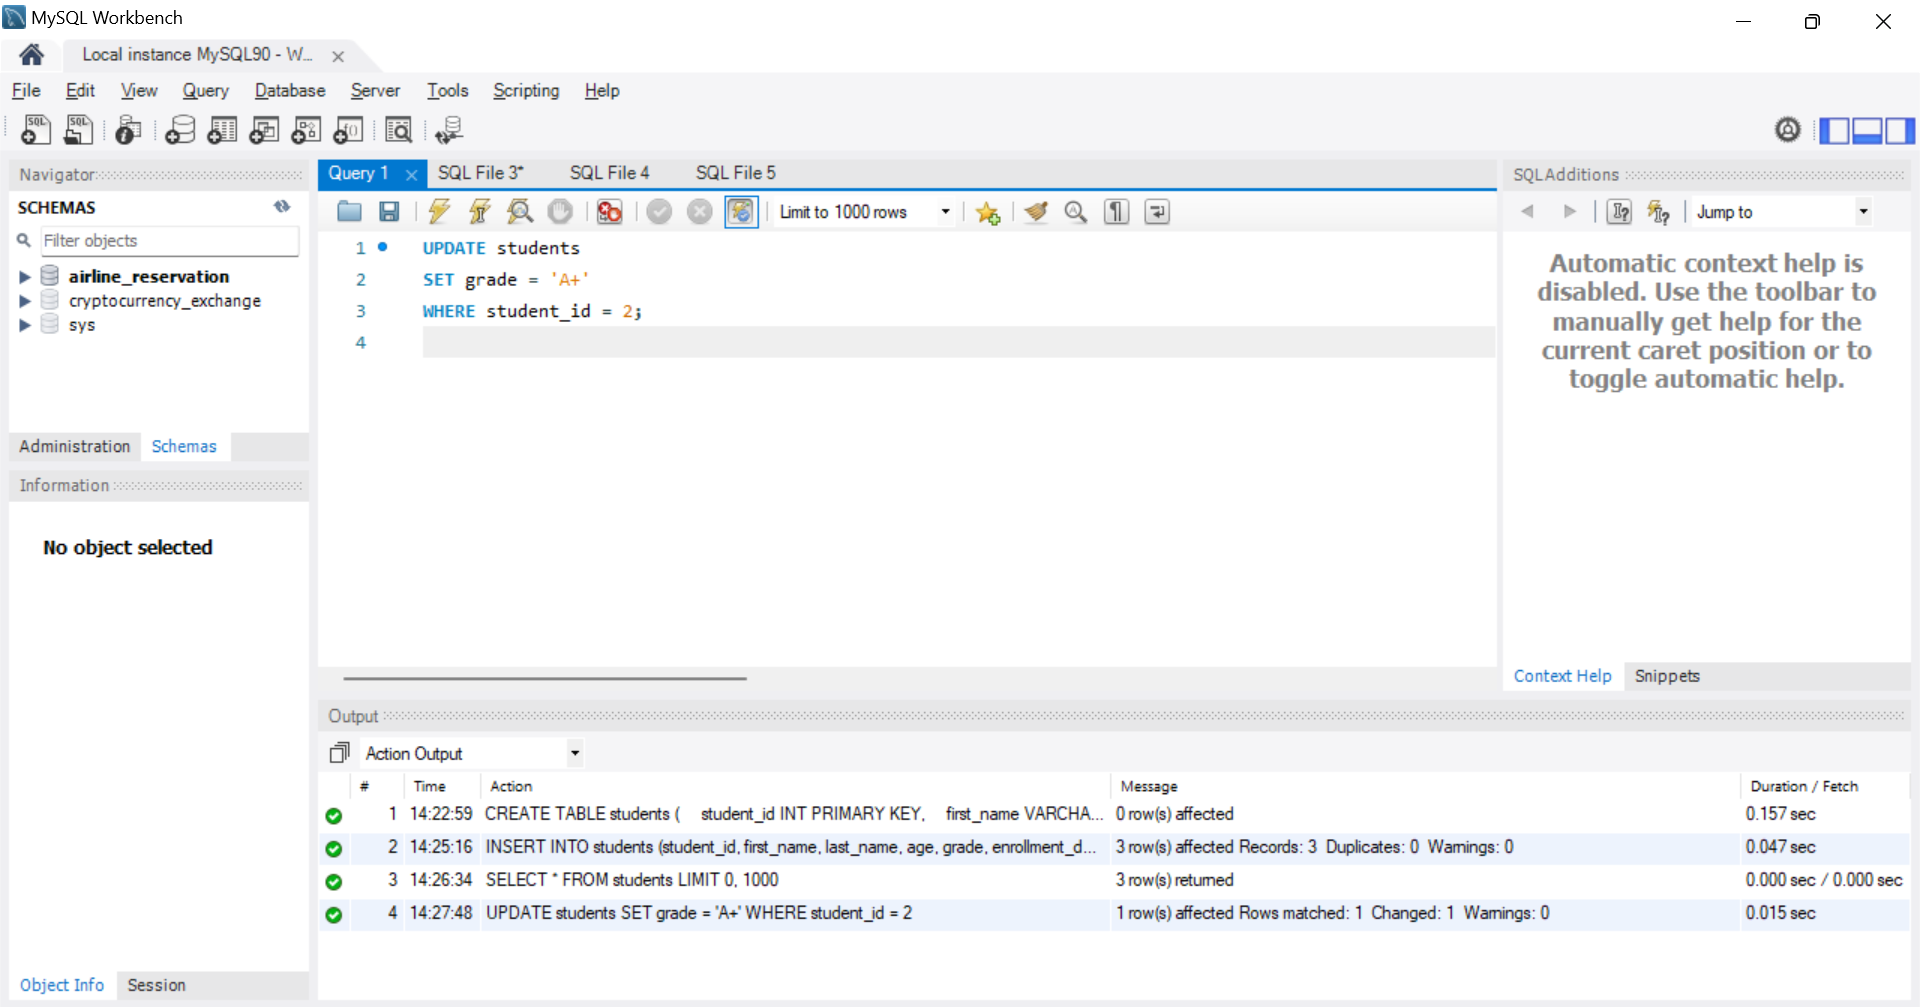 MySQL Workbench
Local instance MySQL90 - W...
File Edit View Query Database Server Tools Scripting Help
Navigator
SCHEMAS
Filter objects
airline_reservation
cryptocurrency_exchange
sys
Administration Schemas
Information
No object selected
Object Info Session
Query 1 SQL File 3* SQL File 4 SQL File 5
Limit to 1000 rows
1 UPDATE students
2 SET grade = 'A+'
3 WHERE student_id = 2;
4
SQLAdditions
Jump to
Automatic context help is
disabled. Use the toolbar to
manually get help for the
current caret position or to
toggle automatic help.
Context Help Snippets
Output
Action Output
# Time Action Message Duration / Fetch
1 14:22:59 CREATE TABLE students ( student_id INT PRIMARY KEY, first_name VARCHA... 0 row(s) affected 0.157 sec
2 14:25:16 INSERT INTO students (student_id, first_name, last_name, age, grade, enrollment_d... 3 row(s) affected Records: 3 Duplicates: 0 Warnings: 0 0.047 sec
3 14:26:34 SELECT * FROM students LIMIT 0, 1000 3 row(s) returned 0.000 sec / 0.000 sec
4 14:27:48 UPDATE students SET grade = 'A+' WHERE student_id = 2 1 row(s) affected Rows matched: 1 Changed: 1 Warnings: 0 0.015 sec